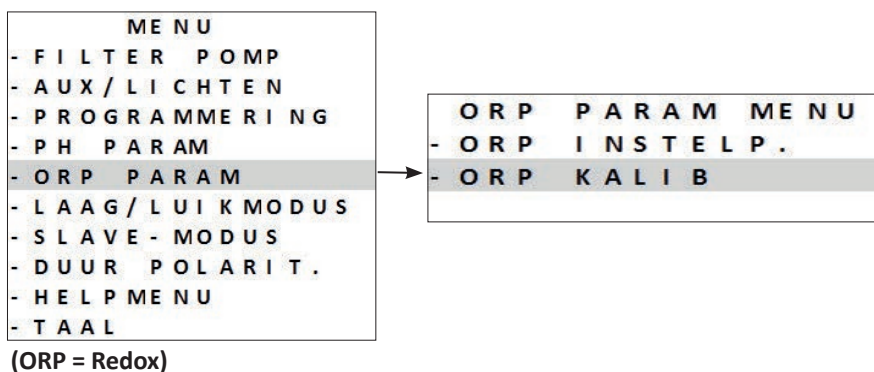 MENU
- FILTER POMP
- AUX/LICHTEN
- PROGRAMMERING
- PH PARAM
- ORP PARAM
- LAAG/LUIKMODUS
- SLAVE-MODUS
- DUUR POLARIT.
- HELPMENU
- TAAL
(ORP = Redox)
ORP PARAM MENU
- ORP INSTELP.
- ORP KALIB